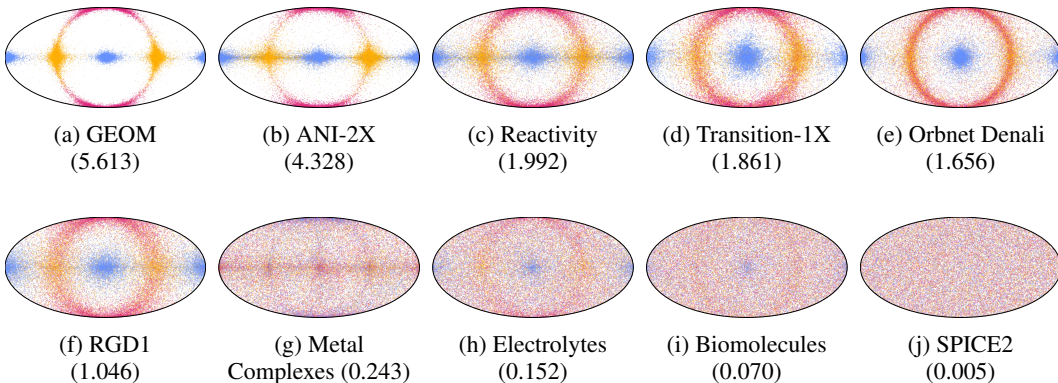 (a) GEOM
(5.613)
(b) ANI-2X
(4.328)
(c) Reactivity
(1.992)
(d) Transition-1X
(1.861)
(e) Orbnet Denali
(1.656)
(f) RGD1
(1.046)
(g) Metal
Complexes (0.243)
(h) Electrolytes
(0.152)
(i) Biomolecules
(0.070)
(j) SPICE2
(0.005)